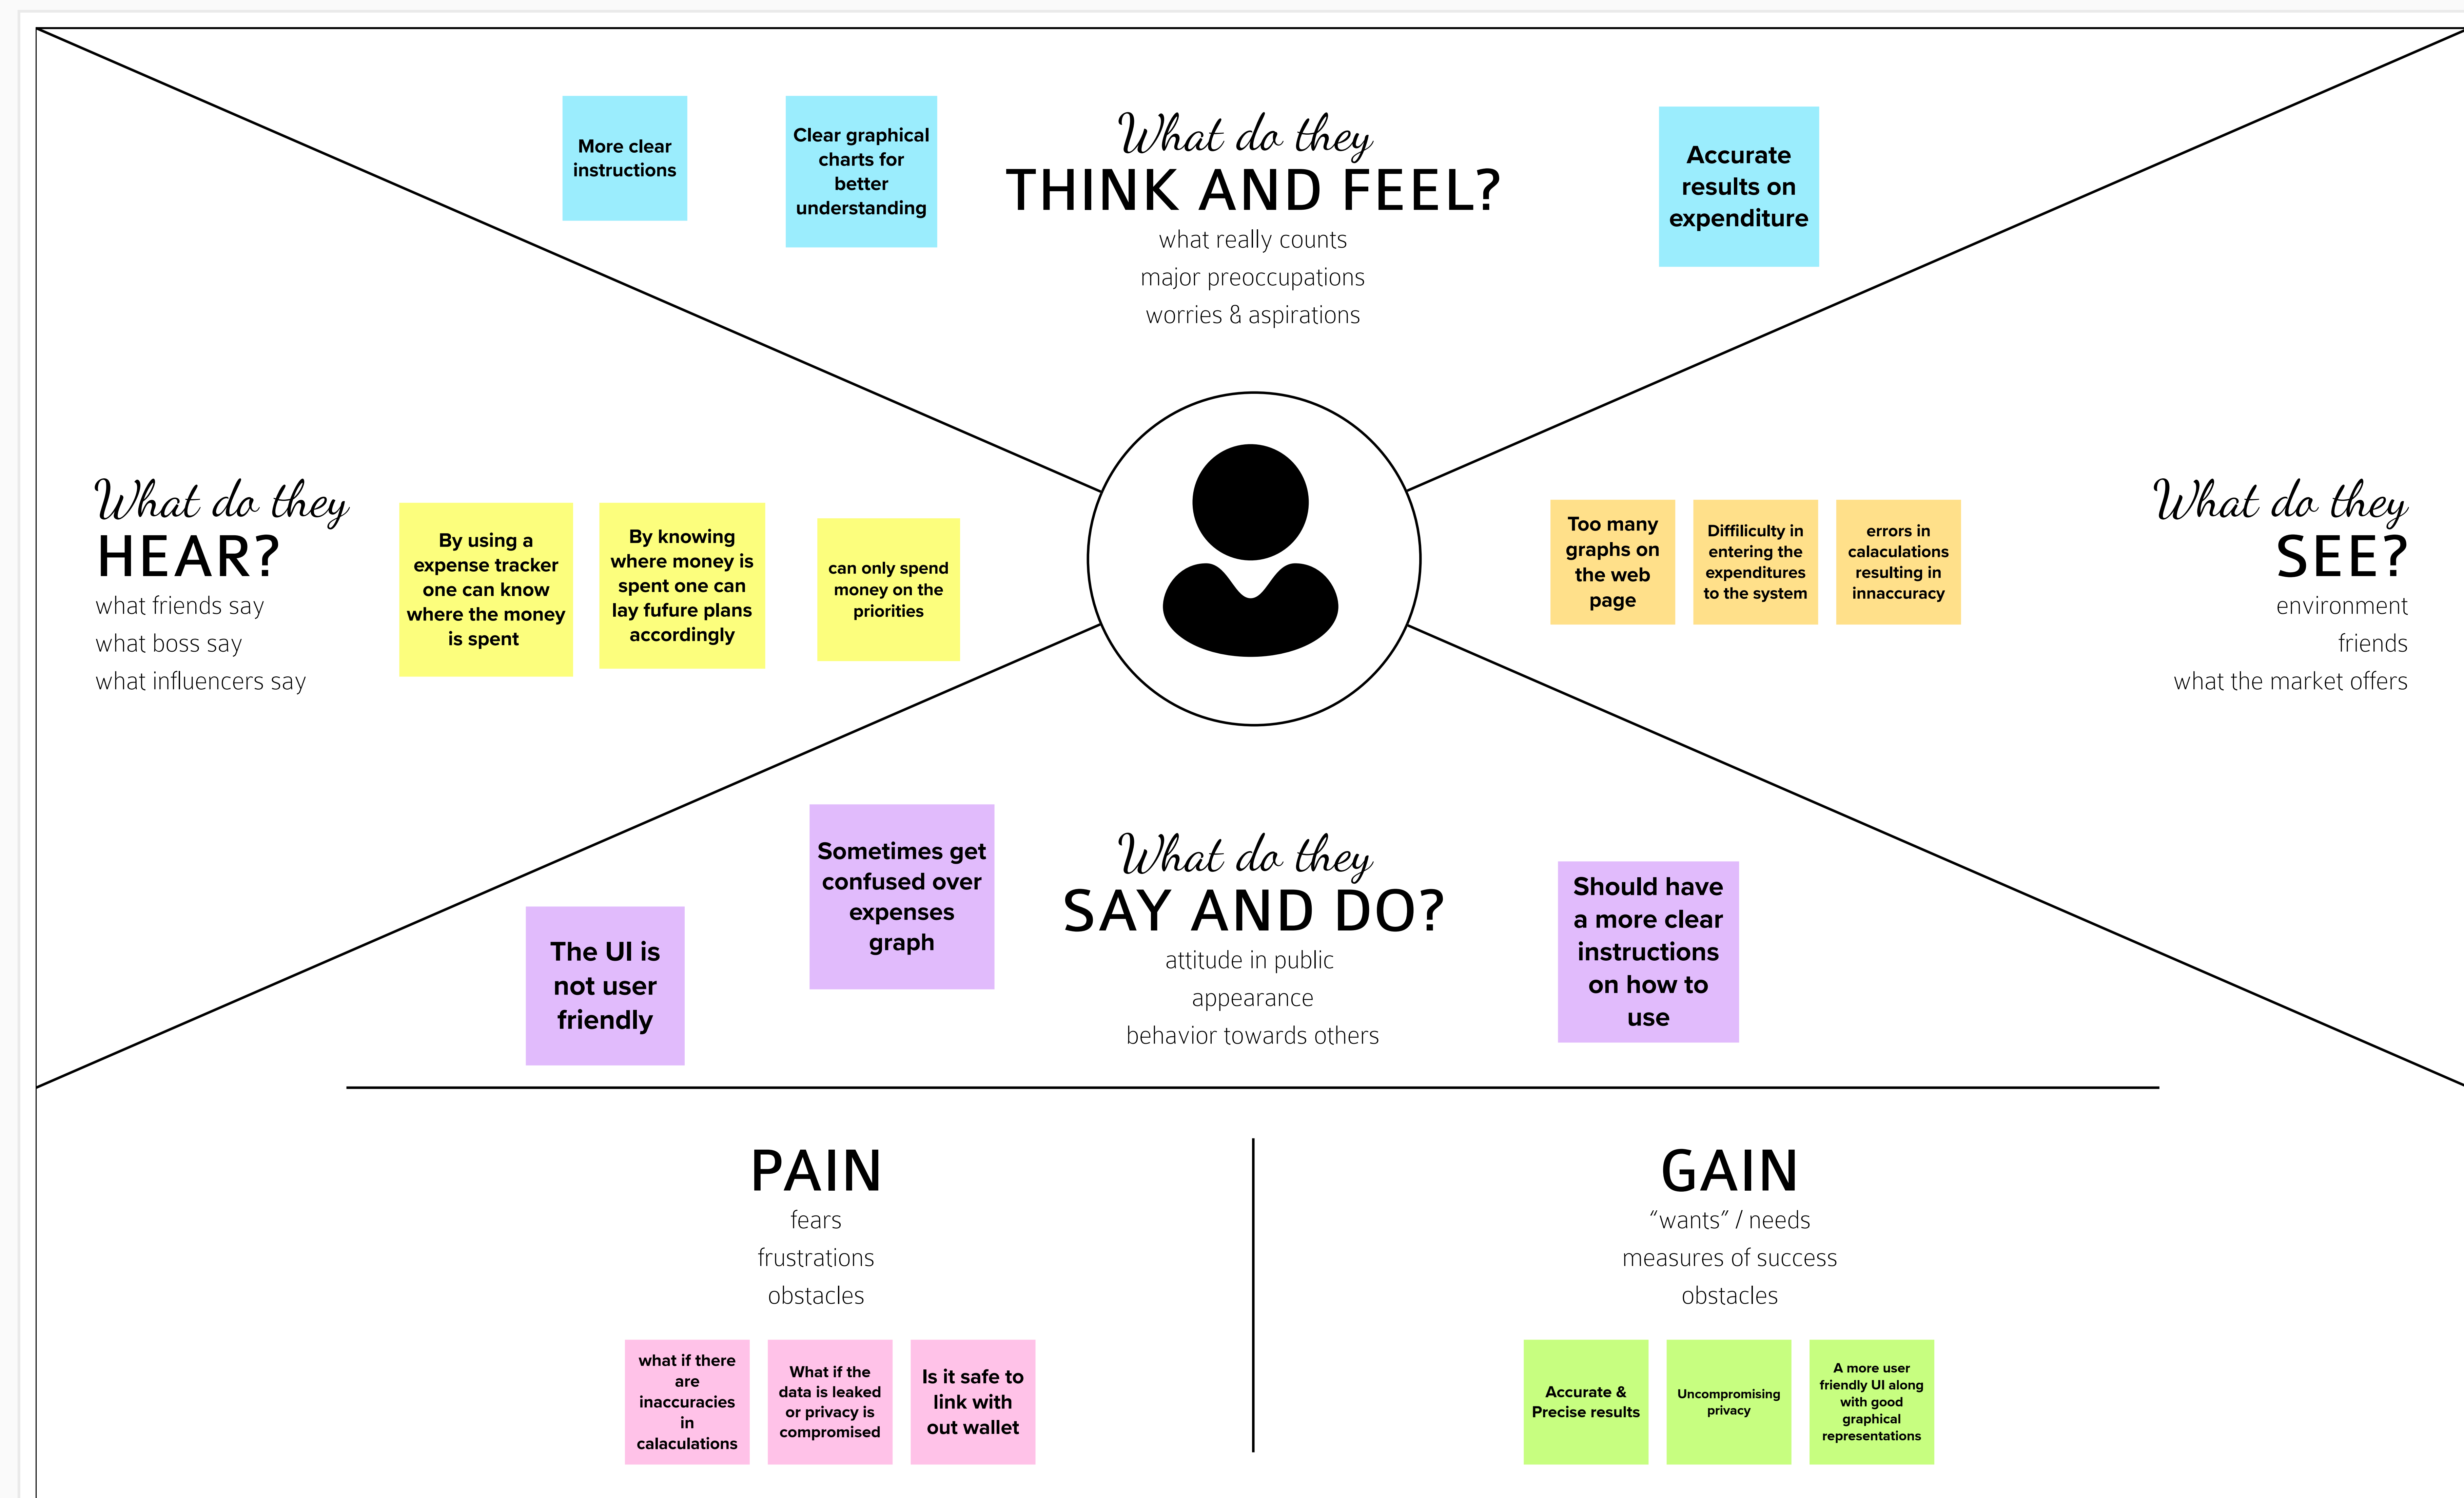 More clear
instructions
Clear graphical
charts for
better
understanding
What do they
THINK AND FEEL?
what really counts
major preoccupations
worries & aspirations
Accurate
results on
expenditure
What do they
HEAR?
what friends say
what boss say
what influencers say
By using a
expense tracker
one can know
where the money
is spent
By knowing
where money is
spent one can
lay fufure plans
accordingly
can only spend
money on the
priorities
Too many
graphs on
the web
page
Diffiliculty in
entering the
expenditures
to the system
errors in
calaculations
resulting in
innaccuracy
What do they
SEE?
environment
friends
what the market offers
The UI is
not user
friendly
Sometimes get
confused over
expenses
graph
What do they
SAY AND DO?
attitude in public
appearance
behavior towards others
Should have
a more clear
instructions
on how to
use
PAIN
fears
frustrations
obstacles
what if there
are
inaccuracies
in
calaculations
What if the
data is leaked
or privacy is
compromised
Is it safe to
link with
out wallet
GAIN
“wants” / needs
measures of success
obstacles
Accurate &
Precise results
Uncompromising
privacy
A more user
friendly UI along
with good
graphical
representations